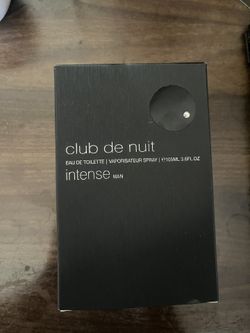 club de nuit
EAU DE TOILETTE | VAPORISATEUR SPRAY | ℮105ML 3.6FL.OZ
intense MAN